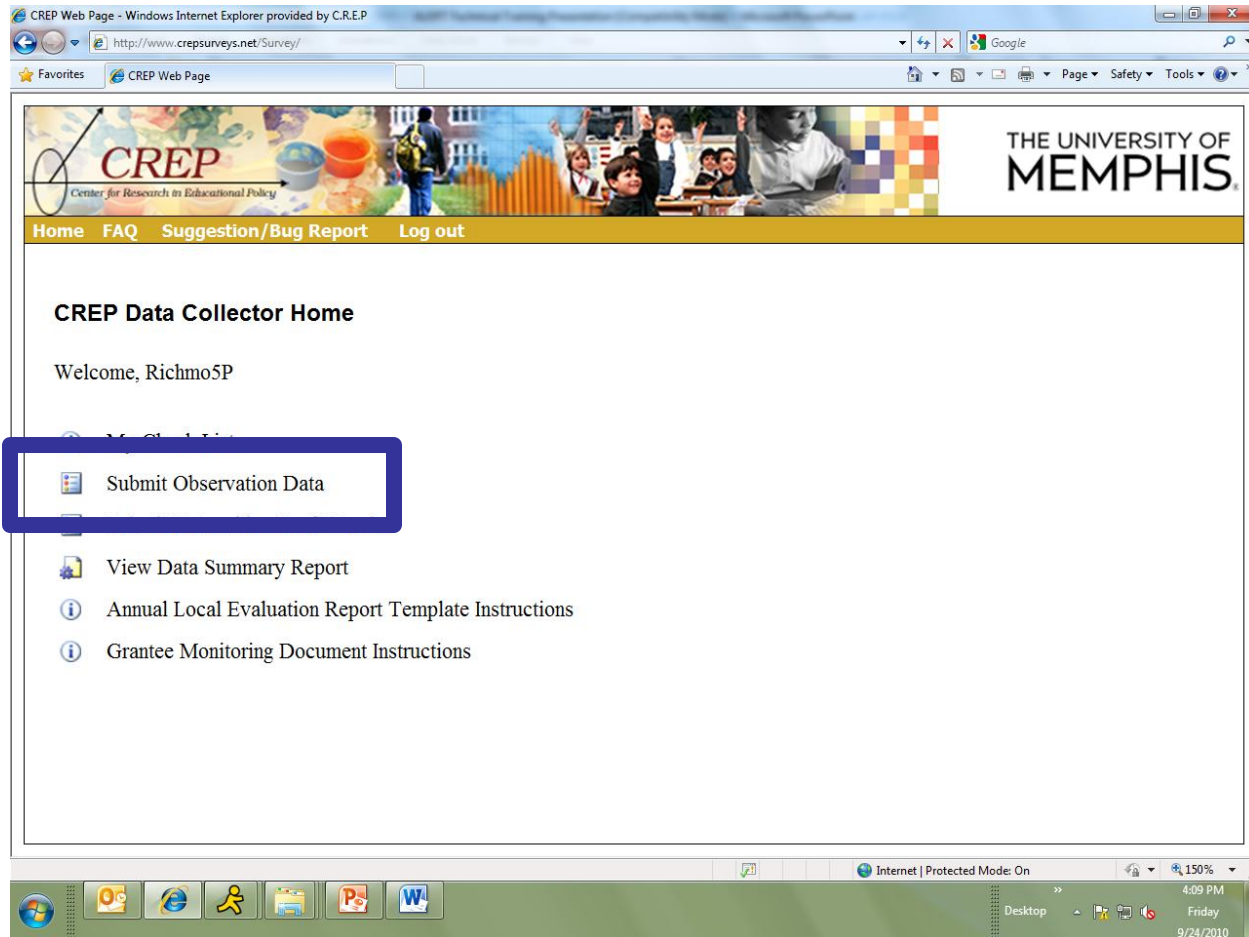 CREP Web Page - Windows Internet Explorer provided by C.R.E.P
http://www.crepsurveys.net/Survey/
Google
Favorites
CREP Web Page
Page
Safety
Tools
CREP
Center for Research in Educational Policy
THE UNIVERSITY OF
MEMPHIS
Home FAQ Suggestion/Bug Report Log out
CREP Data Collector Home
Welcome, Richmo5P
Submit Observation Data
View Data Summary Report
Annual Local Evaluation Report Template Instructions
Grantee Monitoring Document Instructions
Internet | Protected Mode: On
150%
4:09 PM
Desktop
Friday
9/24/2010